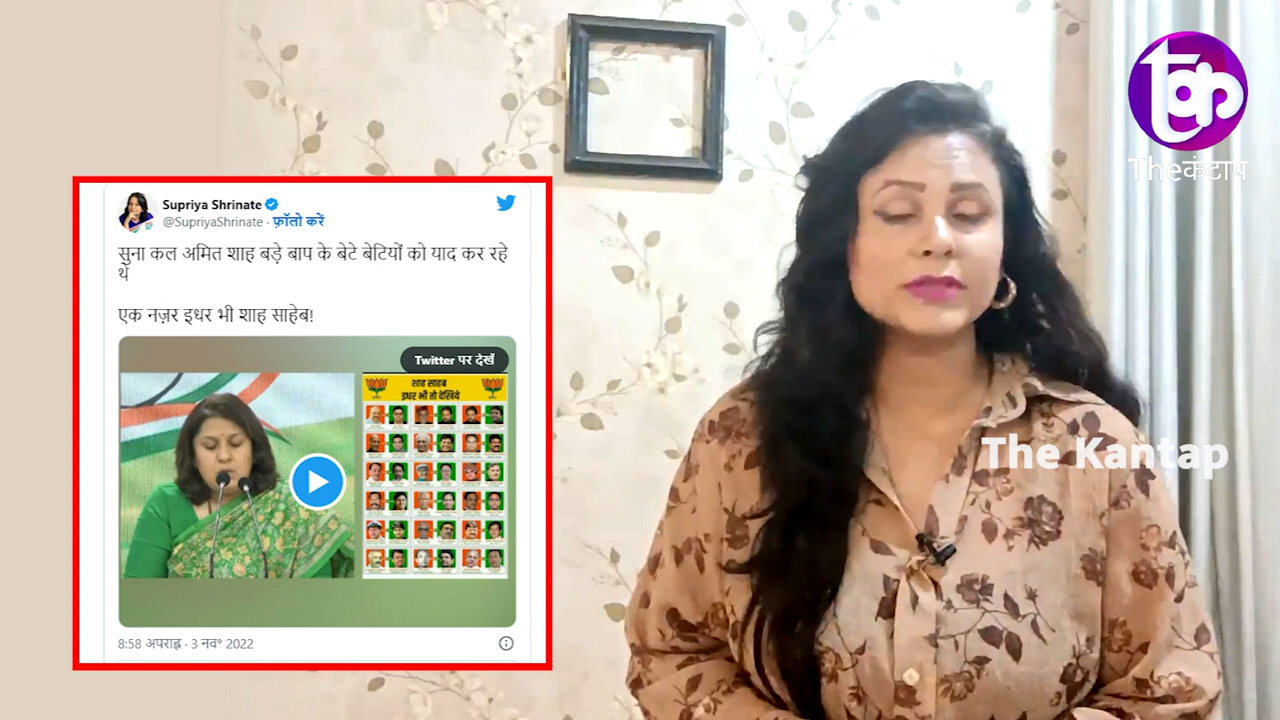 Supriya Shrinate
@SupriyaShrinate · फ़ॉलो करें
सुना कल अमित शाह बड़े बाप के बेटे बेटियों को याद कर रहे
थे
एक नज़र इधर भी शाह साहेब!
Twitter पर देखें
शाह साहब
इधर भी तो देखिये
8:58 अपराह्न · 3 नव॰ 2022
The कंटाप
The Kantap